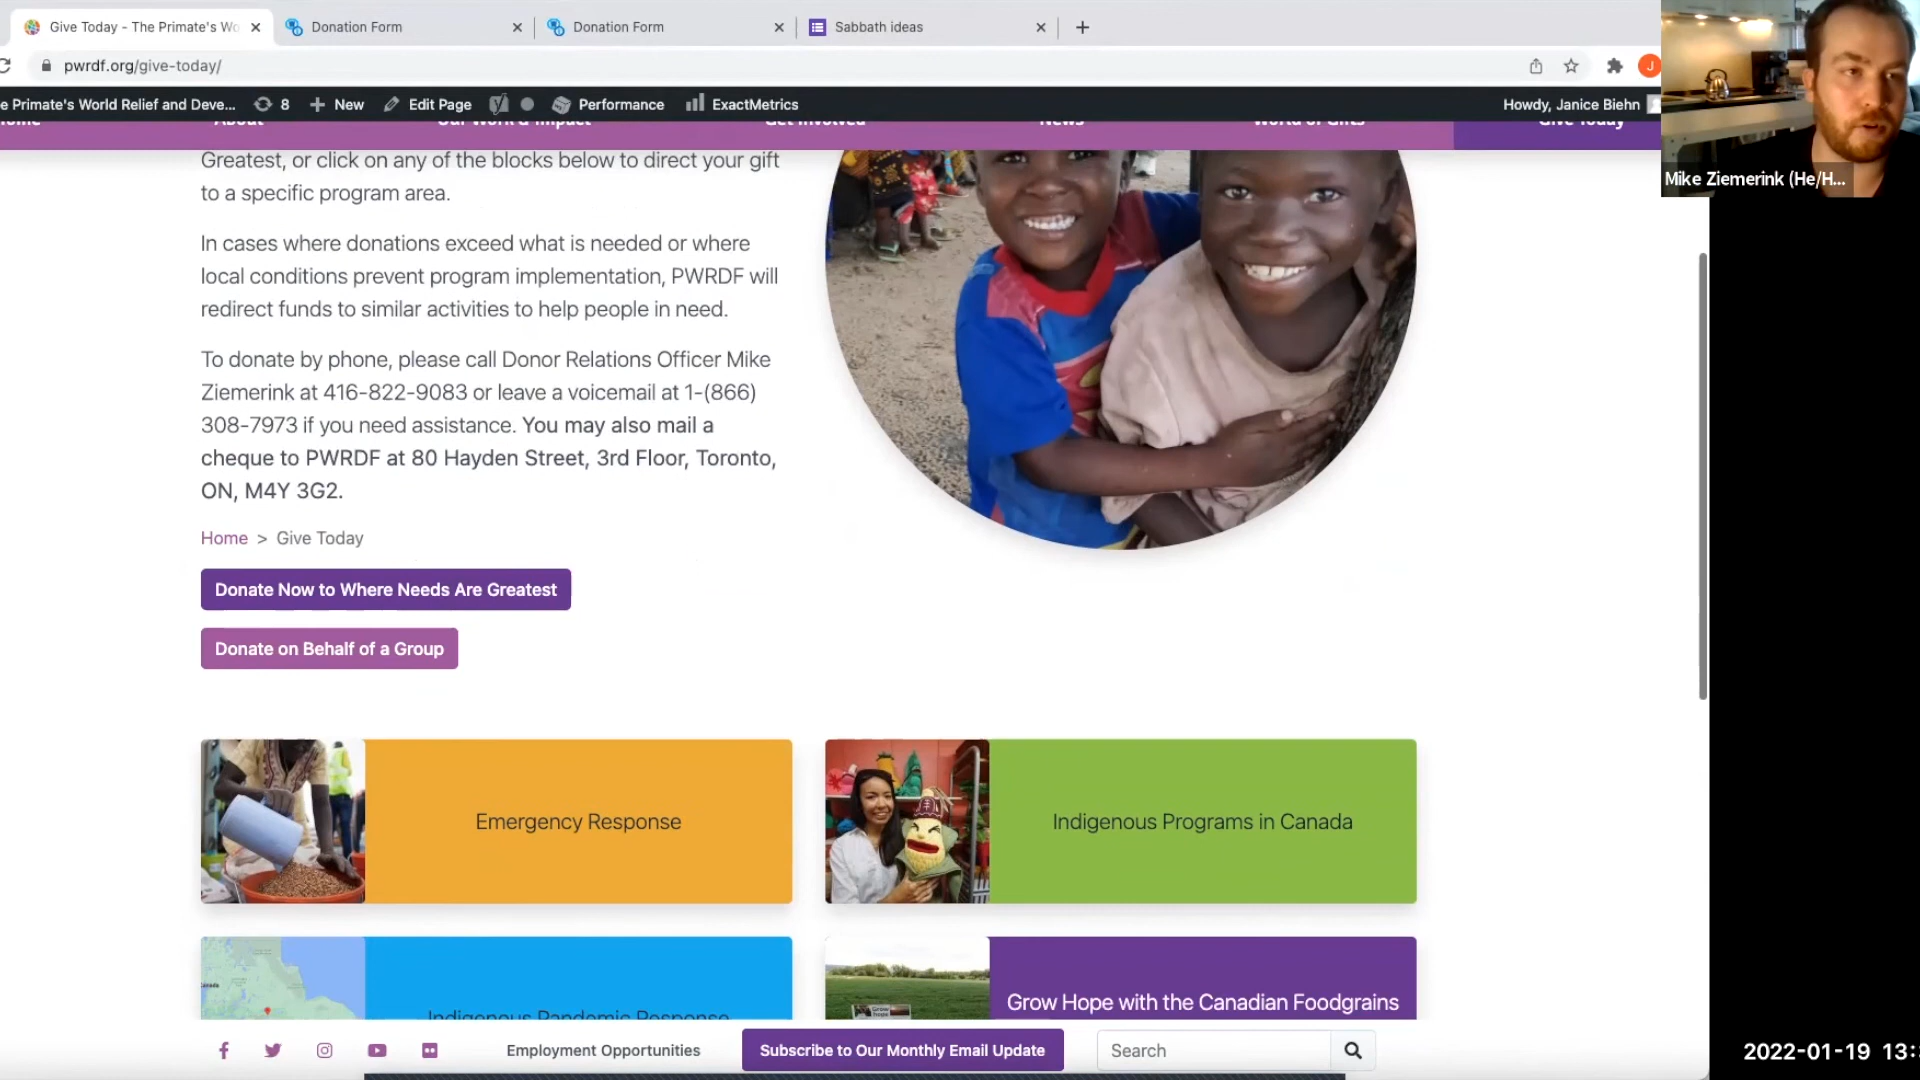 Give Today - The Primate's Wo
Donation Form
Donation Form
Sabbath ideas
pwrdf.org/give-today/
J
e Primate's World Relief and Deve...
8
New
Edit Page
Performance
ExactMetrics
Howdy, Janice Biehn
About
Our Work & Impact
Get Involved
News
World of Gifts
Give Today
Mike Ziemerink (He/H...
Greatest, or click on any of the blocks below to direct your gift
to a specific program area.
In cases where donations exceed what is needed or where
local conditions prevent program implementation, PWRDF will
redirect funds to similar activities to help people in need.
To donate by phone, please call Donor Relations Officer Mike
Ziemerink at 416-822-9083 or leave a voicemail at 1-(866)
308-7973 if you need assistance. You may also mail a
cheque to PWRDF at 80 Hayden Street, 3rd Floor, Toronto,
ON, M4Y 3G2.
Home > Give Today
Donate Now to Where Needs Are Greatest
Donate on Behalf of a Group
Emergency Response
Indigenous Programs in Canada
Indigenous Pandemic Response
Grow Hope with the Canadian Foodgrains
Employment Opportunities
Subscribe to Our Monthly Email Update
Search
2022-01-19 13: